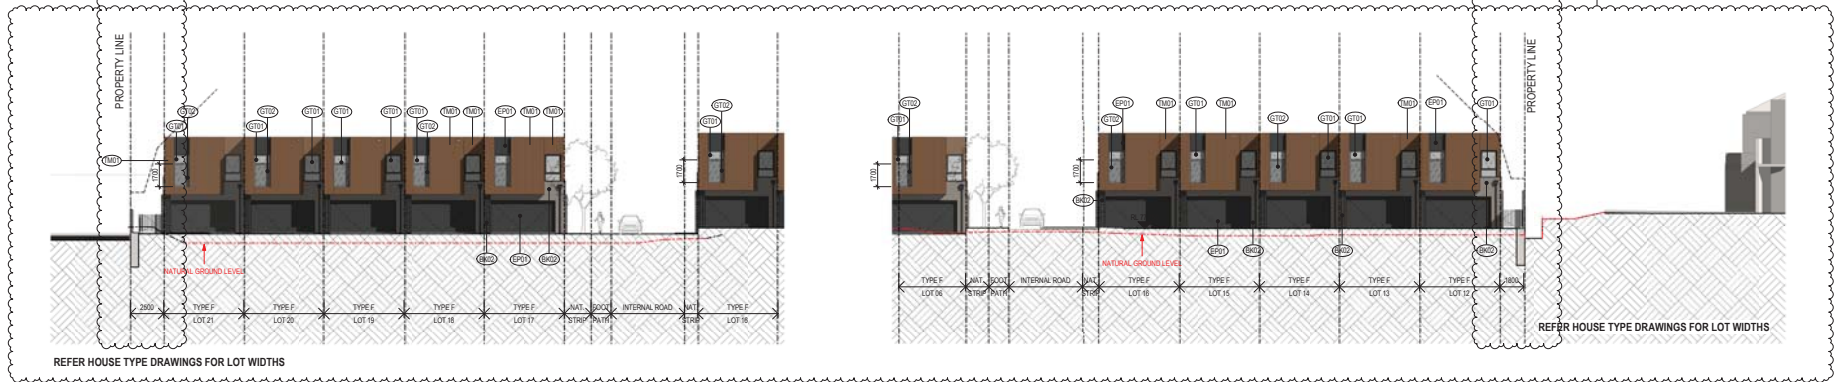 PROPERTY LINE
GT02
GT01
TM01
1700
GT02
GT01
GT01
GT01
GT01
GT01
GT02
TM01
TM01
EP01
TM01
TM01
GT02
GT01
1700
BK02
EP01
BK02
NATURAL GROUND LEVEL
2500
TYPE F
LOT 21
TYPE F
LOT 20
TYPE F
LOT 19
TYPE F
LOT 18
TYPE F
LOT 17
NAT.
STRIP
FOOT
PATH
INTERNAL ROAD
NAT.
STRIP
TYPE F
LOT 16
REFER HOUSE TYPE DRAWINGS FOR LOT WIDTHS
GT02
GT01
1700
EP01
GT02
TM01
GT01
TM01
GT02
GT01
GT01
TM01
EP01
GT01
PROPERTY LINE
1700
BK02
EP01
BK02
BK02
BK02
NATURAL GROUND LEVEL
TYPE F
LOT 06
NAT.
STRIP
FOOT
PATH
INTERNAL ROAD
NAT.
STRIP
TYPE F
LOT 16
TYPE F
LOT 15
TYPE F
LOT 14
TYPE F
LOT 13
TYPE F
LOT 12
1800
REFER HOUSE TYPE DRAWINGS FOR LOT WIDTHS